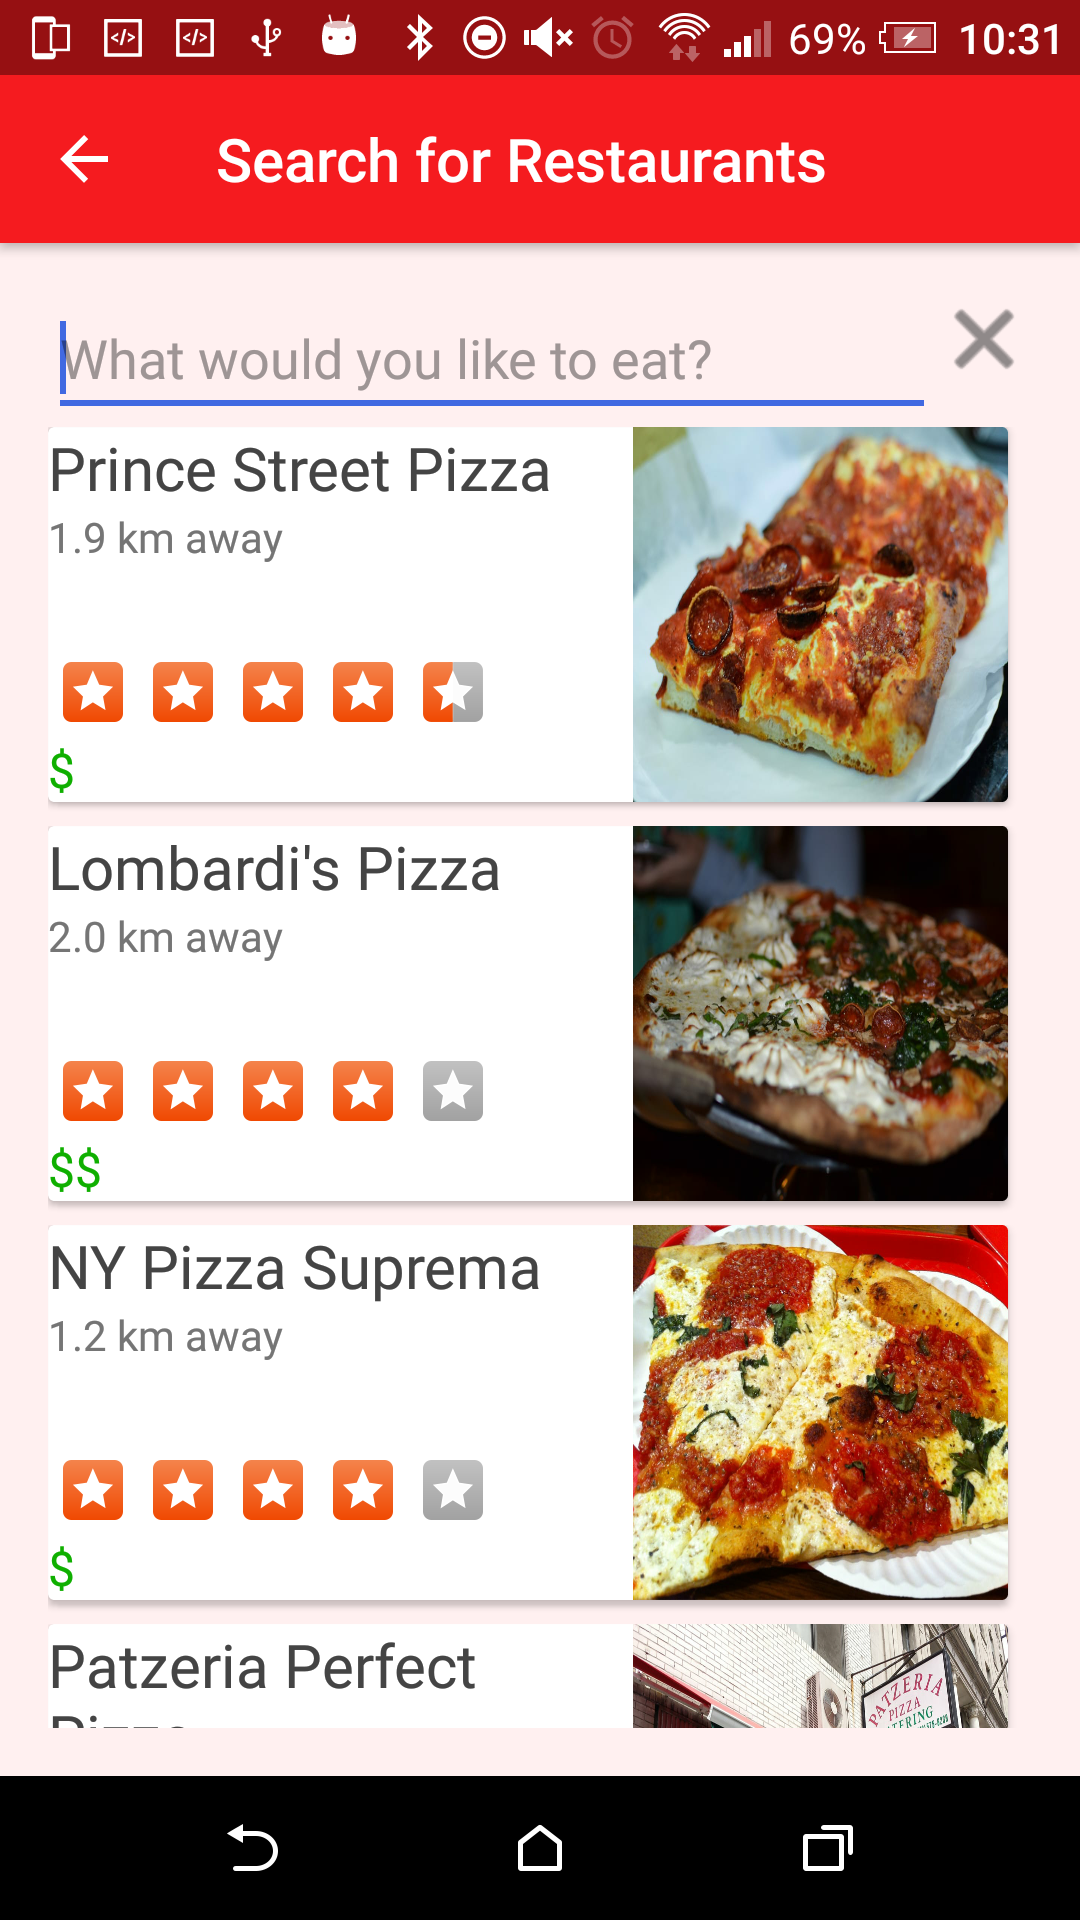 69% 10:31
Search for Restaurants
What would you like to eat?
Prince Street Pizza
1.9 km away
$
Lombardi's Pizza
2.0 km away
$$
NY Pizza Suprema
1.2 km away
$
Patzeria Perfect
Pizza
PATZERIA
PIZZA